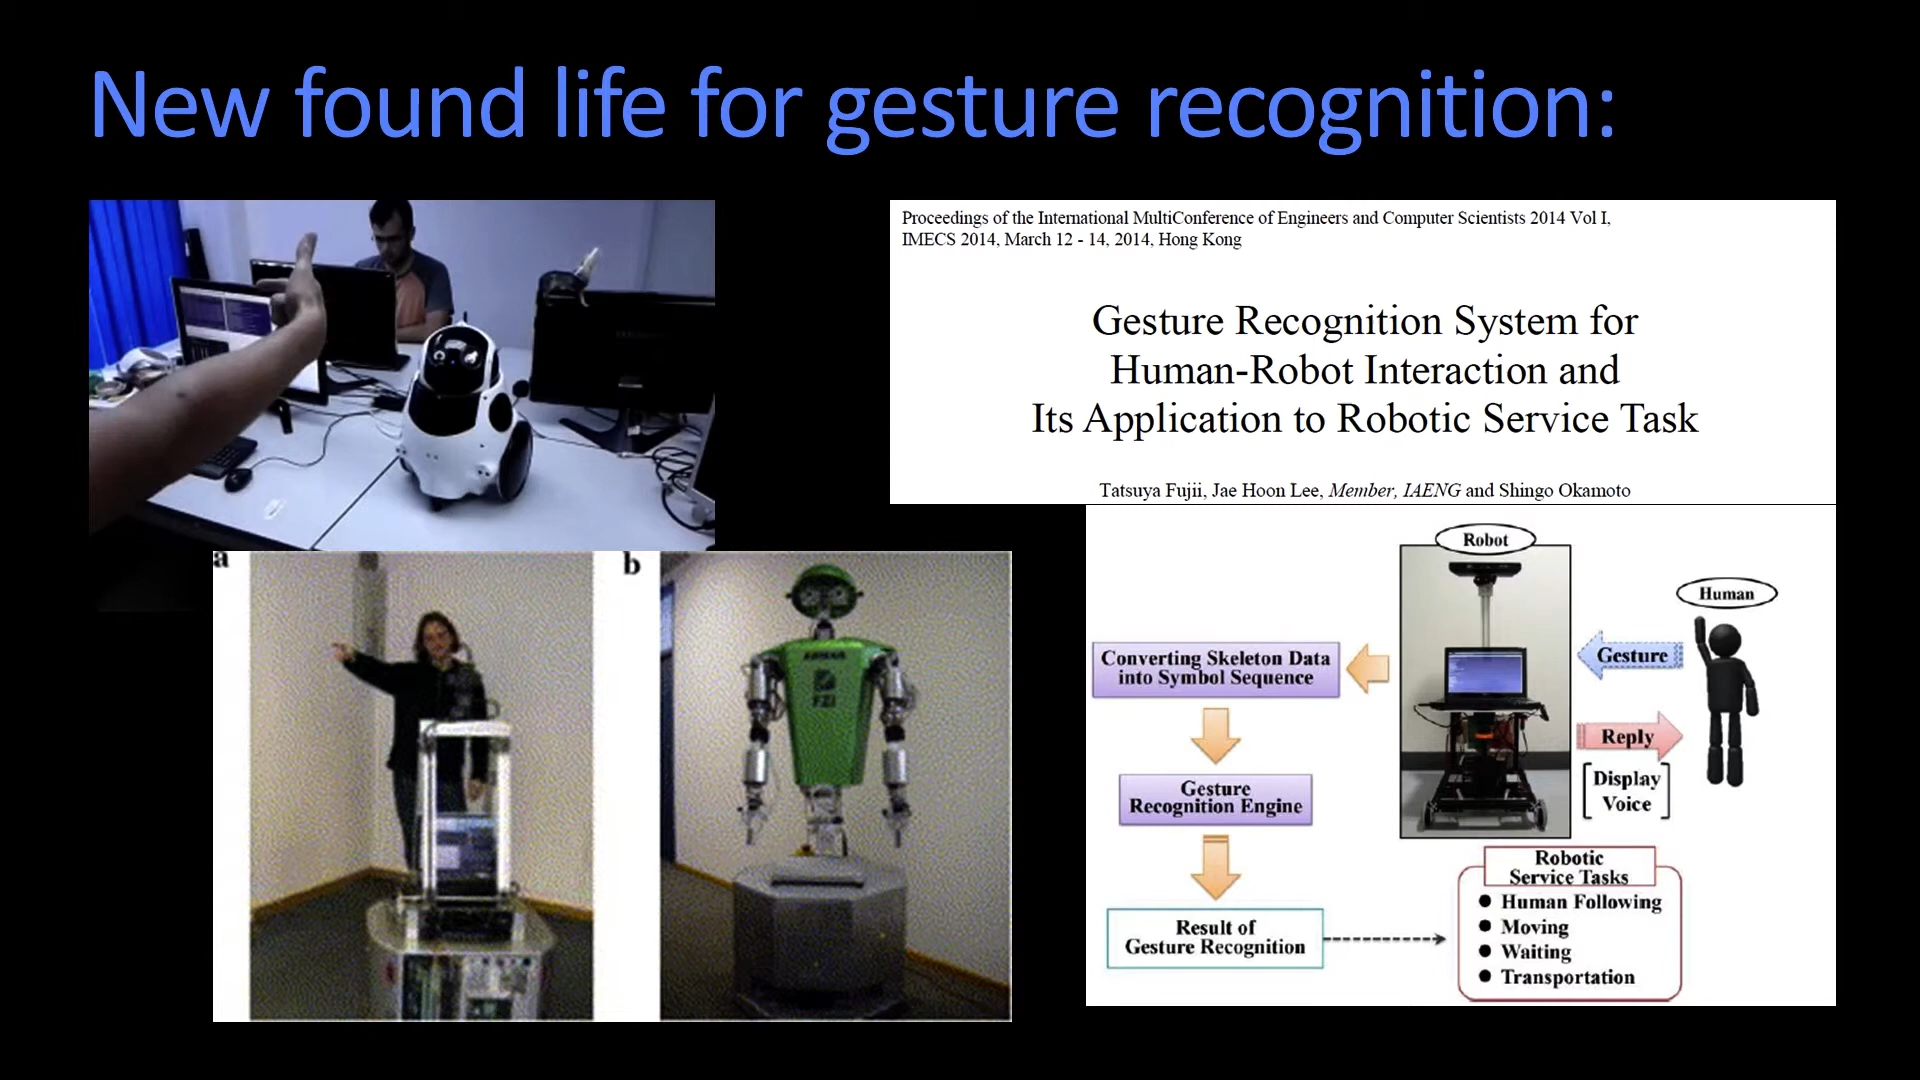 New found life for gesture recognition:
Proceedings of the International MultiConference of Engineers and Computer Scientists 2014 Vol I,
IMECS 2014, March 12 - 14, 2014, Hong Kong
Gesture Recognition System for
Human-Robot Interaction and
Its Application to Robotic Service Task
Tatsuya Fujii, Jae Hoon Lee, Member, IAENG and Shingo Okamoto
a
b
ARMAR
FZI
Robot
Human
Converting Skeleton Data
into Symbol Sequence
Gesture
Reply
Display
Voice
Gesture
Recognition Engine
Result of
Gesture Recognition
Robotic
Service Tasks
● Human Following
● Moving
● Waiting
● Transportation